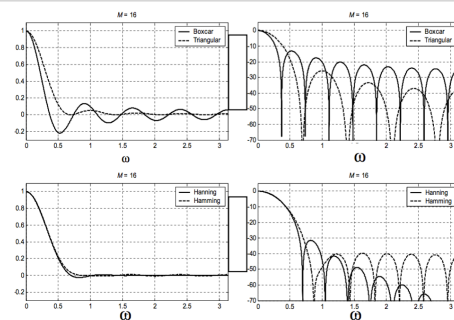 M = 16
Boxcar
Triangular
1
0.8
0.6
0.4
0.2
0
-0.2
0 0.5 1 1.5 2 2.5 3
ω
M = 16
Boxcar
Triangular
0
-10
-20
-30
-40
-50
-60
-70
0 0.5 1.0 1.5 2 2.5 3
ω
M = 16
Hanning
Hamming
1
0.8
0.6
0.4
0.2
0
-0.2
0 0.5 1 1.5 2 2.5 3
ω
M = 16
Hanning
Hamming
0
-10
-20
-30
-40
-50
-60
-70
0 0.5 1.0 1.5 2 2.5 3
ω